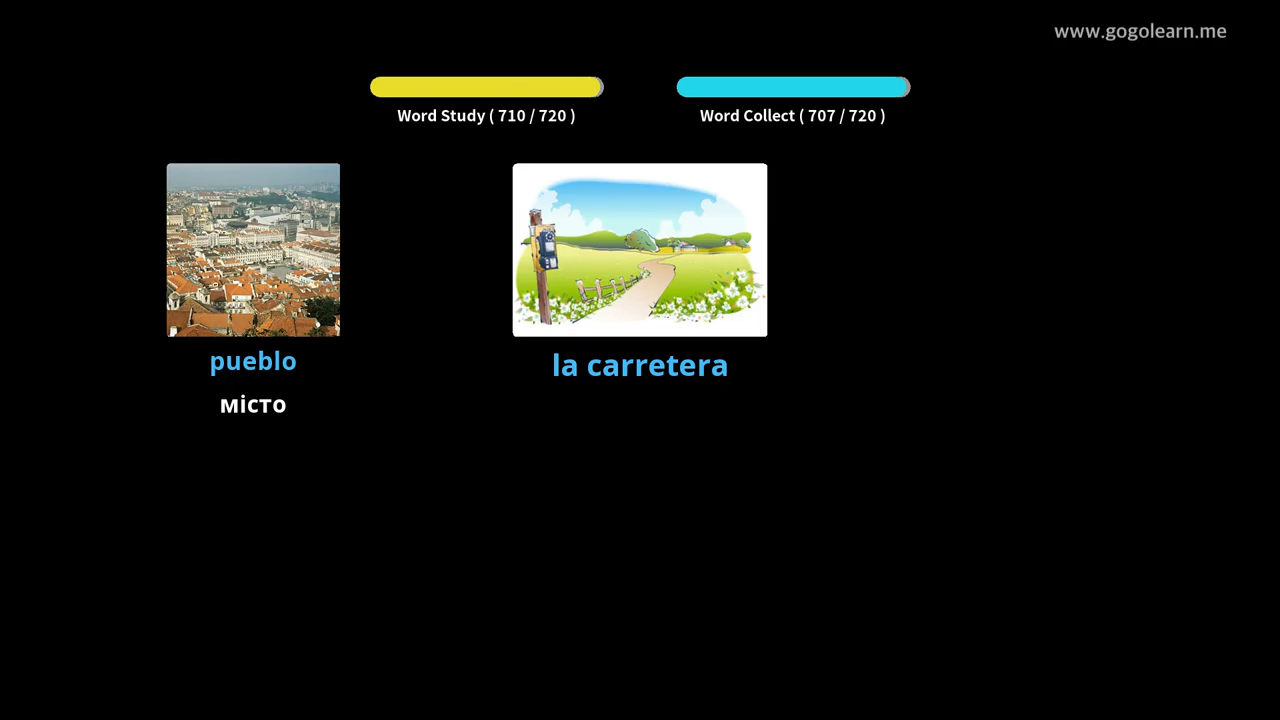 www.gogolearn.me
Word Study ( 710 / 720 )
Word Collect ( 707 / 720 )
pueblo
місто
la carretera